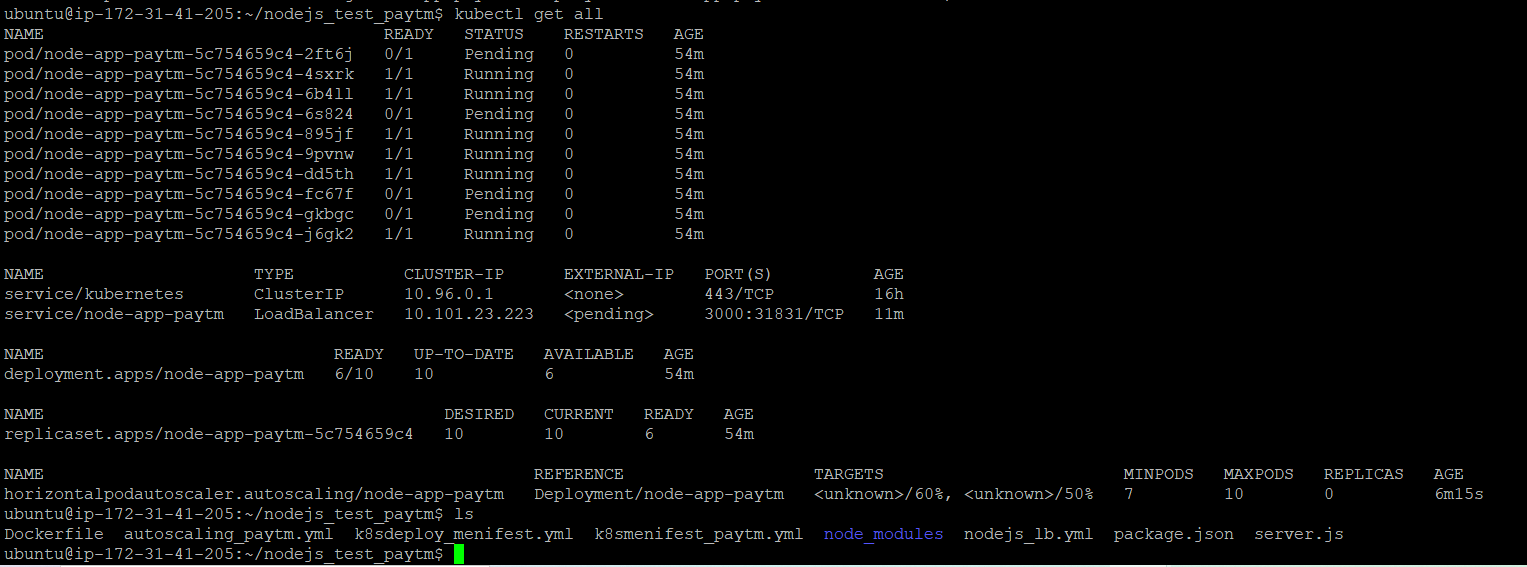 ubuntu@ip-172-31-41-205:~/nodejs_test_paytm$ kubectl get all
NAME READY STATUS RESTARTS AGE
pod/node-app-paytm-5c754659c4-2ft6j 0/1 Pending 0 54m
pod/node-app-paytm-5c754659c4-4sxrk 1/1 Running 0 54m
pod/node-app-paytm-5c754659c4-6b4ll 1/1 Running 0 54m
pod/node-app-paytm-5c754659c4-6s824 0/1 Pending 0 54m
pod/node-app-paytm-5c754659c4-895jf 1/1 Running 0 54m
pod/node-app-paytm-5c754659c4-9pvnw 1/1 Running 0 54m
pod/node-app-paytm-5c754659c4-dd5th 1/1 Running 0 54m
pod/node-app-paytm-5c754659c4-fc67f 0/1 Pending 0 54m
pod/node-app-paytm-5c754659c4-gkbgc 0/1 Pending 0 54m
pod/node-app-paytm-5c754659c4-j6gk2 1/1 Running 0 54m
NAME TYPE CLUSTER-IP EXTERNAL-IP PORT(S) AGE
service/kubernetes ClusterIP 10.96.0.1 <none> 443/TCP 16h
service/node-app-paytm LoadBalancer 10.101.23.223 <pending> 3000:31831/TCP 11m
NAME READY UP-TO-DATE AVAILABLE AGE
deployment.apps/node-app-paytm 6/10 10 6 54m
NAME DESIRED CURRENT READY AGE
replicaset.apps/node-app-paytm-5c754659c4 10 10 6 54m
NAME REFERENCE TARGETS MINPODS MAXPODS REPLICAS AGE
horizontalpodautoscaler.autoscaling/node-app-paytm Deployment/node-app-paytm <unknown>/60%, <unknown>/50% 7 10 0 6m15s
ubuntu@ip-172-31-41-205:~/nodejs_test_paytm$ ls
Dockerfile autoscaling_paytm.yml k8sdeploy_menifest.yml k8smenifest_paytm.yml node_modules nodejs_lb.yml package.json server.js
ubuntu@ip-172-31-41-205:~/nodejs_test_paytm$